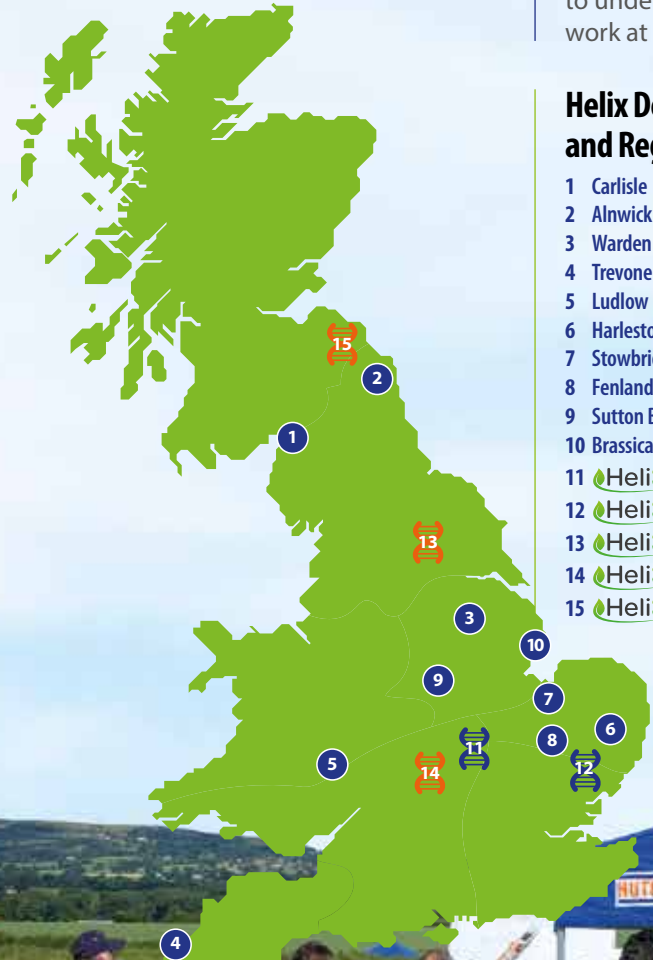 to unde
work at
Helix D
and Reg
1 Carlisle
2 Alnwick
3 Warden
4 Trevone
5 Ludlow
6 Harlesto
7 Stowbri
8 Fenland
9 Sutton B
10 Brassica
11 Heli
12 Heli
13 Heli
14 Heli
15 Heli
15
2
1
13
3
10
9
7
6
8
11
12
5
14
4
HUT